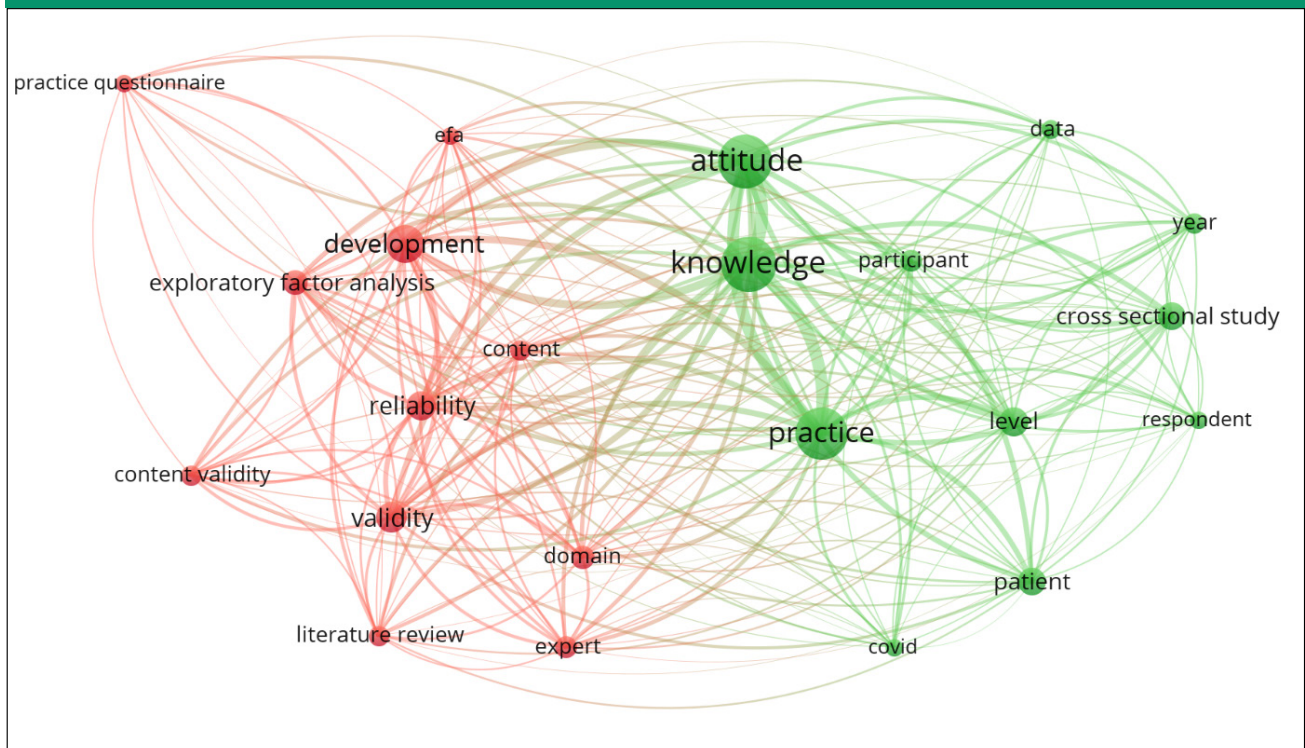 practice questionnaire
efa
data
attitude
year
development
knowledge
participant
exploratory factor analysis
cross sectional study
content
reliability
practice
level
respondent
content validity
validity
domain
patient
literature review
expert
covid